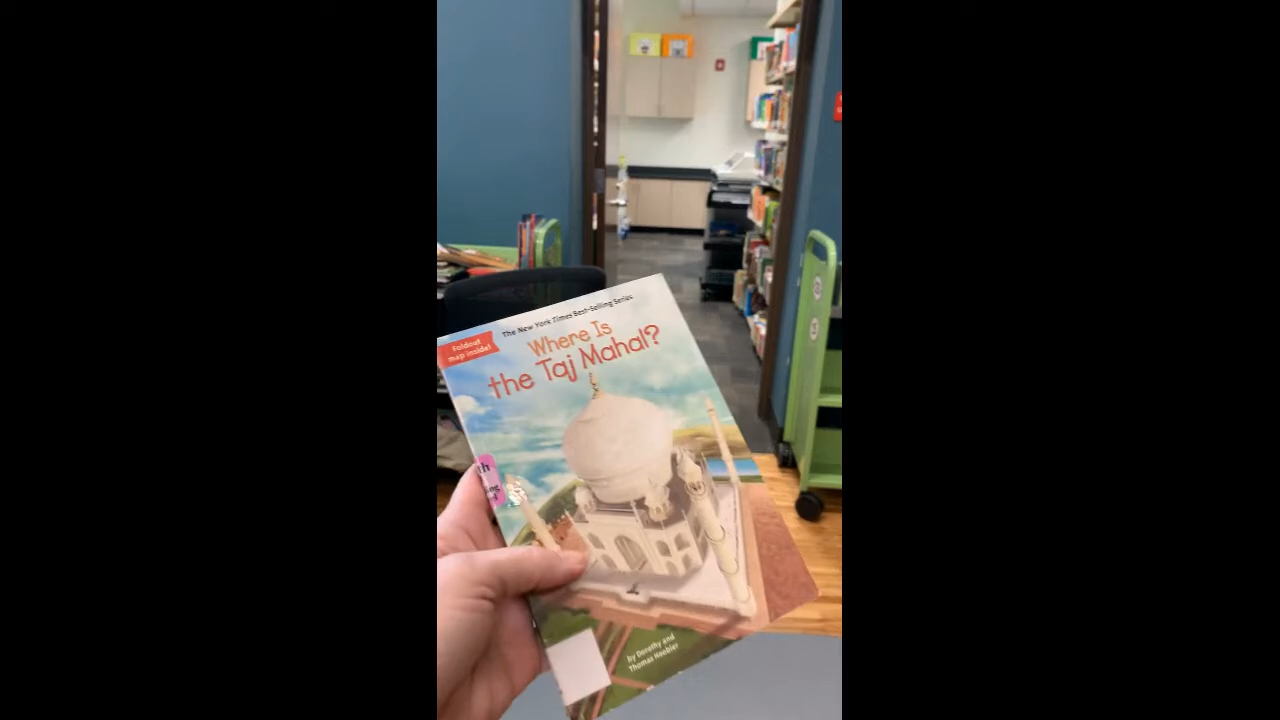 The New York Times Best-Selling Series
Foldout
map inside!
Where Is
the Taj Mahal?
by Dorothy and
Thomas Hoobler